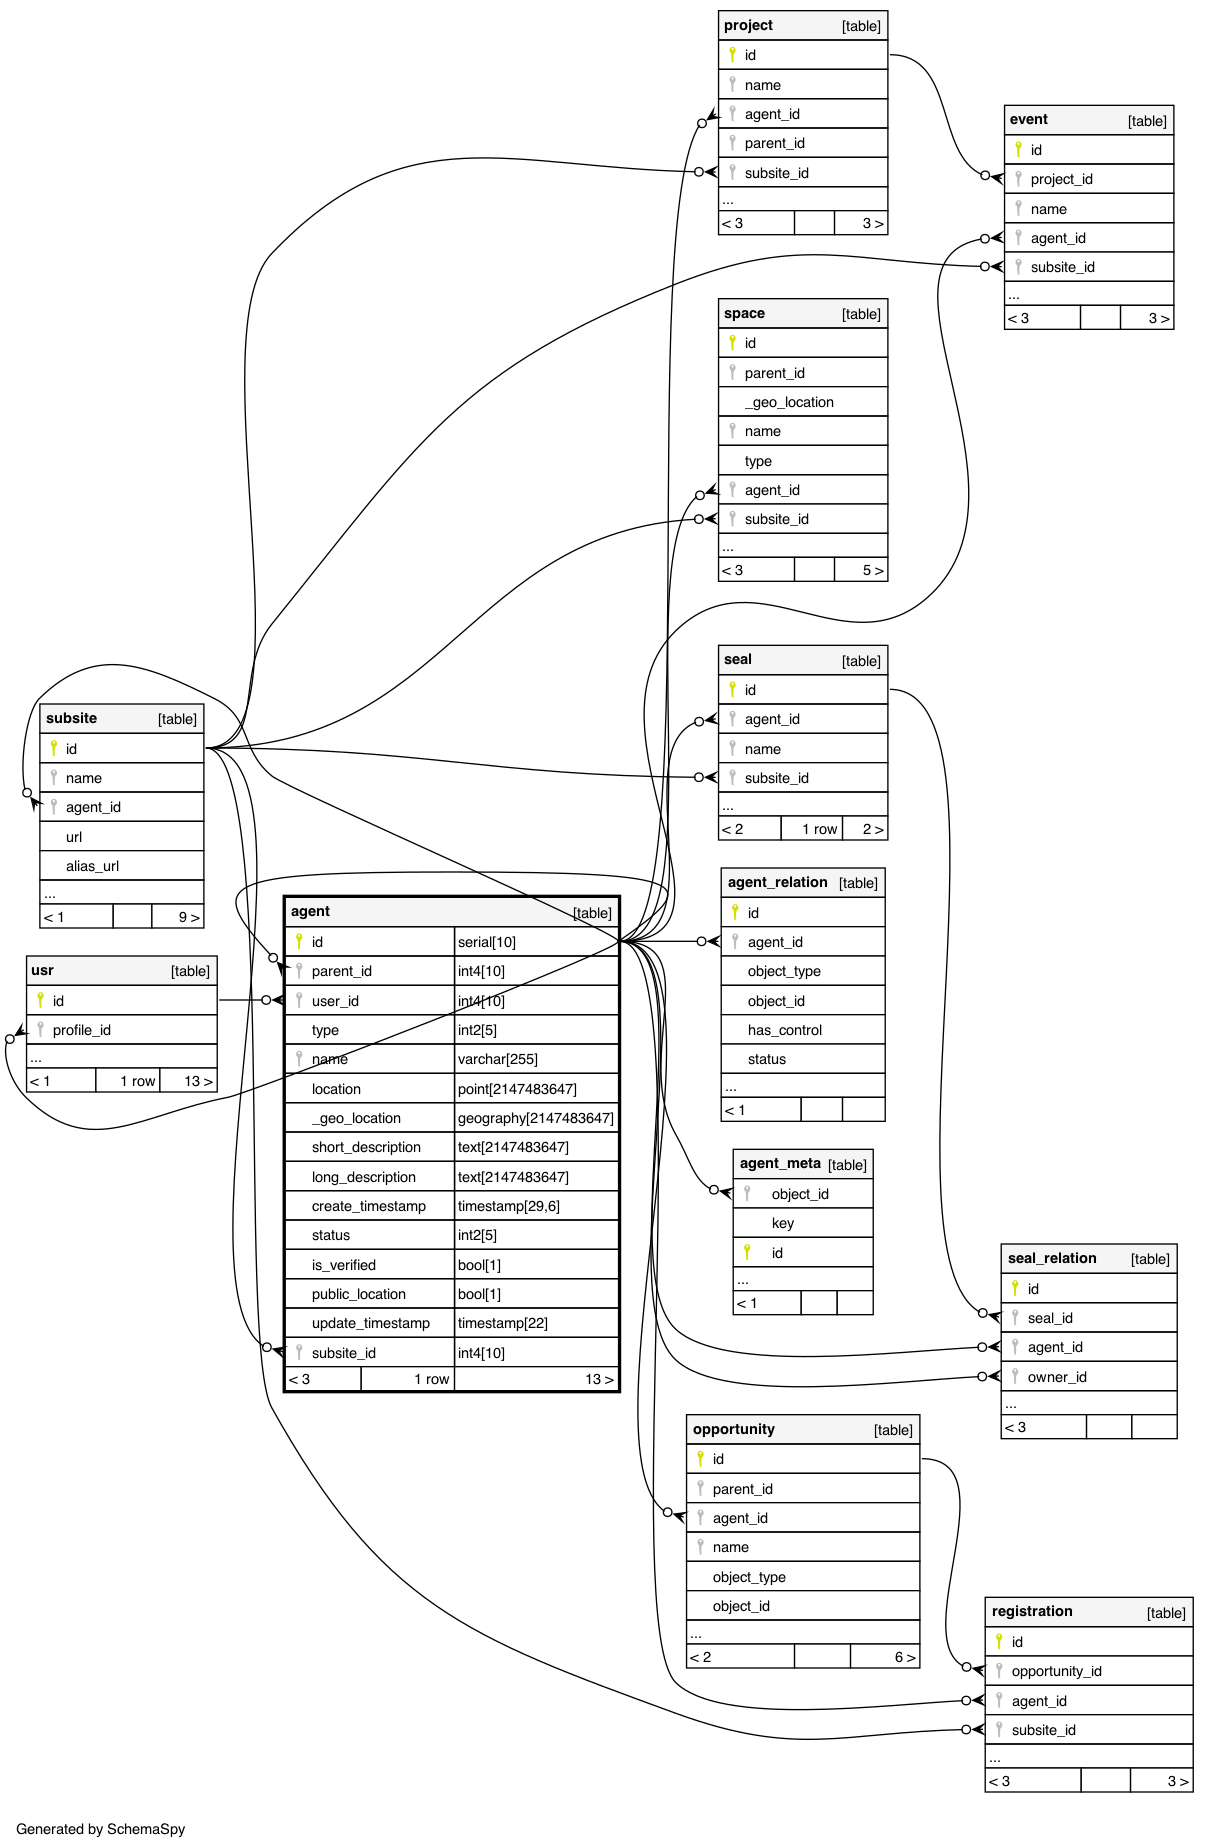 project [table]
id
name
agent_id
parent_id
subsite_id
...
< 3 3 >
event [table]
id
project_id
name
agent_id
subsite_id
...
< 3 3 >
space [table]
id
parent_id
_geo_location
name
type
agent_id
subsite_id
...
< 3 5 >
seal [table]
id
agent_id
name
subsite_id
...
< 2 1 row 2 >
subsite [table]
id
name
agent_id
url
alias_url
...
< 1 9 >
usr [table]
id
profile_id
...
< 1 1 row 13 >
agent [table]
id serial[10]
parent_id int4[10]
user_id int4[10]
type int2[5]
name varchar[255]
location point[2147483647]
_geo_location geography[2147483647]
short_description text[2147483647]
long_description text[2147483647]
create_timestamp timestamp[29,6]
status int2[5]
is_verified bool[1]
public_location bool[1]
update_timestamp timestamp[22]
subsite_id int4[10]
< 3 1 row 13 >
agent_relation [table]
id
agent_id
object_type
object_id
has_control
status
...
< 1
agent_meta [table]
object_id
key
id
...
< 1
seal_relation [table]
id
seal_id
agent_id
owner_id
...
< 3
opportunity [table]
id
parent_id
agent_id
name
object_type
object_id
...
< 2 6 >
registration [table]
id
opportunity_id
agent_id
subsite_id
...
< 3 3 >
Generated by SchemaSpy